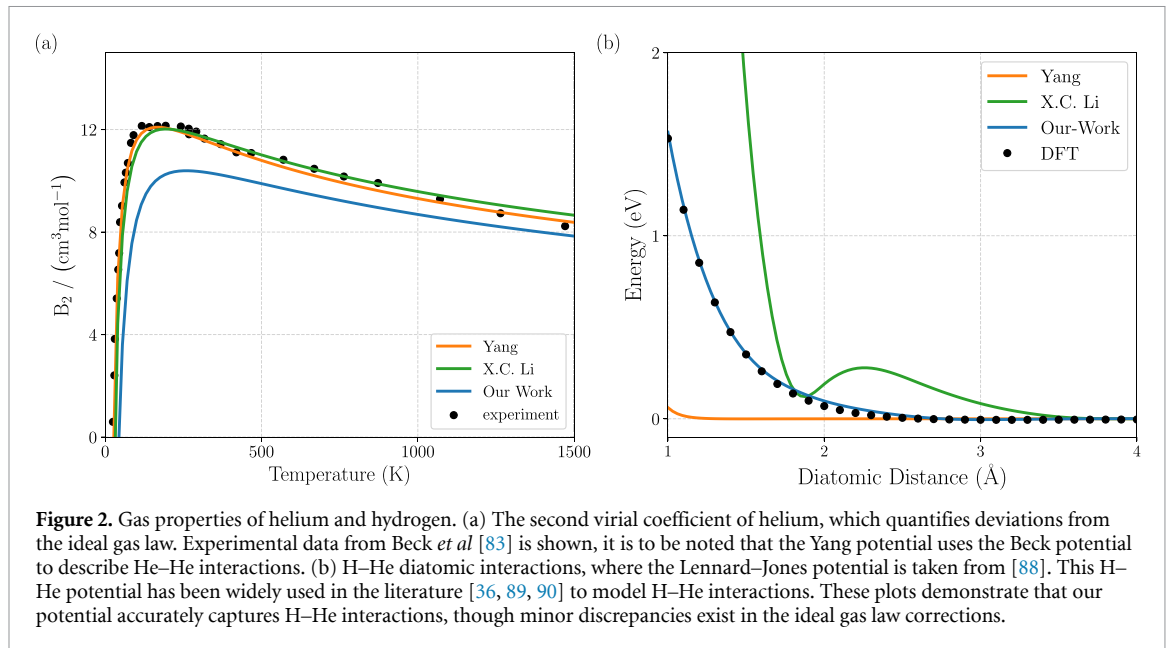 (a)
B₂ / (cm³mol⁻¹)
12
8
4
0
0
500
1000
1500
Temperature (K)
Yang
X.C. Li
Our Work
experiment
(b)
Energy (eV)
2
1
0
1
2
3
4
Diatomic Distance (Å)
Yang
X.C. Li
Our-Work
DFT
Figure 2. Gas properties of helium and hydrogen. (a) The second virial coefficient of helium, which quantifies deviations from
the ideal gas law. Experimental data from Beck et al [83] is shown, it is to be noted that the Yang potential uses the Beck potential
to describe He–He interactions. (b) H–He diatomic interactions, where the Lennard–Jones potential is taken from [88]. This H–
He potential has been widely used in the literature [36, 89, 90] to model H–He interactions. These plots demonstrate that our
potential accurately captures H–He interactions, though minor discrepancies exist in the ideal gas law corrections.